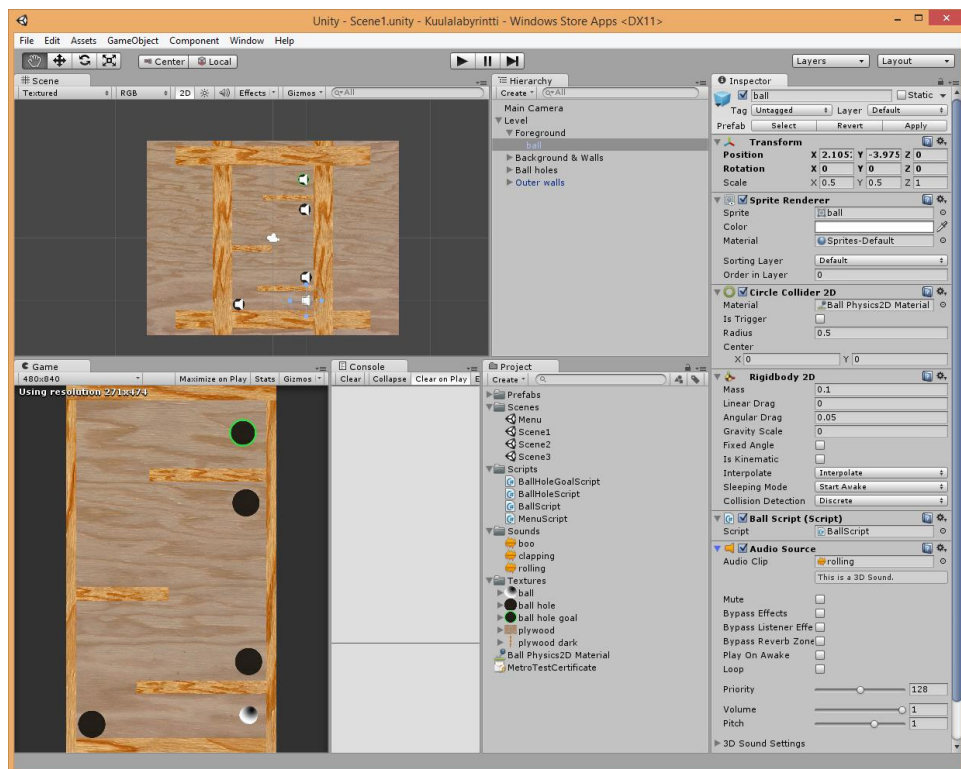 Unity - Scene1.unity - Kuulalabyrintti - Windows Store Apps <DX11>
File Edit Assets GameObject Component Window Help
Center Local Layers Layout
Scene
Textured RGB 2D Effects Gizmos All
Hierarchy
Create All
Main Camera
Level
Foreground
ball
Background & Walls
Ball holes
Outer walls
Game
480x840 Maximize on Play Stats Gizmos
Using resolution 271x474
Console
Clear Collapse Clear on Play E
Project
Create
Prefabs
Scenes
Menu
Scene1
Scene2
Scene3
Scripts
BallHoleGoalScript
BallHoleScript
BallScript
MenuScript
Sounds
boo
clapping
rolling
Textures
ball
ball hole
ball hole goal
plywood
plywood dark
Ball Physics2D Material
MetroTestCertificate
Inspector
ball Static
Tag Untagged Layer Default
Prefab Select Revert Apply
Transform
Position X 2.105 Y -3.975 Z 0
Rotation X 0 Y 0 Z 0
Scale X 0.5 Y 0.5 Z 1
Sprite Renderer
Sprite ball
Color
Material Sprites-Default
Sorting Layer Default
Order in Layer 0
Circle Collider 2D
Material Ball Physics2D Material
Is Trigger
Radius 0.5
Center
X 0 Y 0
Rigidbody 2D
Mass 0.1
Linear Drag 0
Angular Drag 0.05
Gravity Scale 0
Fixed Angle
Is Kinematic
Interpolate Interpolate
Sleeping Mode Start Awake
Collision Detection Discrete
Ball Script (Script)
Script BallScript
Audio Source
Audio Clip rolling
This is a 3D Sound.
Mute
Bypass Effects
Bypass Listener Effe
Bypass Reverb Zone
Play On Awake
Loop
Priority 128
Volume 1
Pitch 1
3D Sound Settings